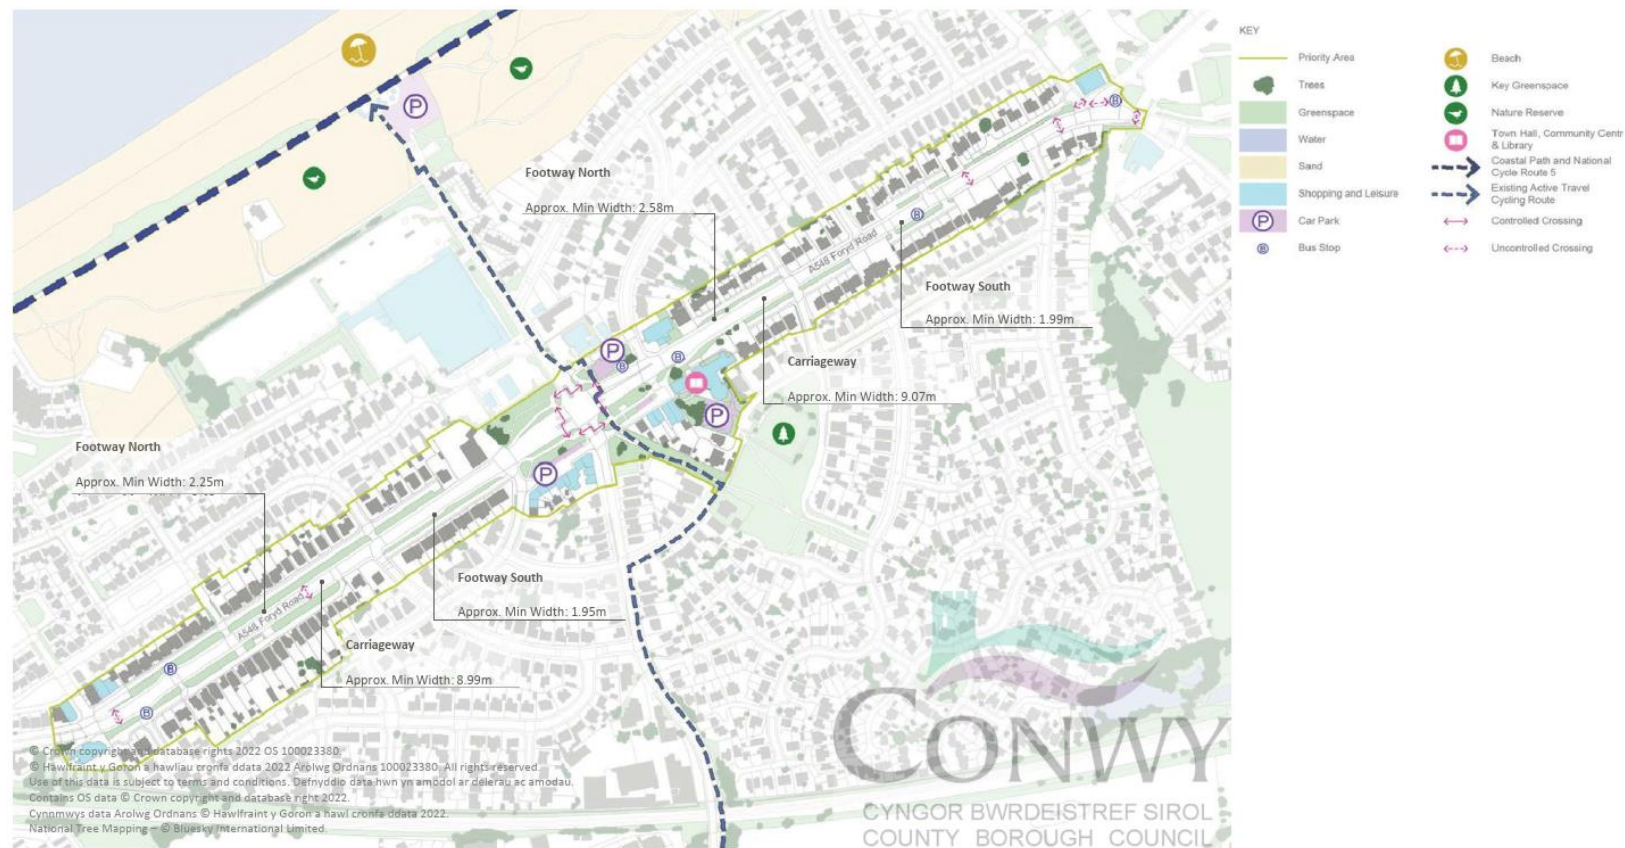 KEY
Priority Area
Trees
Greenspace
Water
Sand
Shopping and Leisure
P
Car Park
B
Bus Stop
Beach
Key Greenspace
Nature Reserve
Town Hall, Community Centr
& Library
Coastal Path and National
Cycle Route 5
Existing Active Travel
Cycling Route
Controlled Crossing
Uncontrolled Crossing
P
B
Footway North
Approx. Min Width: 2.58m
B
A548 Foryd Road
Footway South
Approx. Min Width: 1.99m
P
B
B
Carriageway
Approx. Min Width: 9.07m
P
Footway North
Approx. Min Width: 2.25m
P
Footway South
Approx. Min Width: 1.95m
A548 Foryd Road
Carriageway
Approx. Min Width: 8.99m
B
B
© Crown copyright and database rights 2022 OS 100023380.
© Hawlfraint y Goron a hawliau cronfa ddata 2022 Arolwg Ordnans 100023380. All rights reserved
Use of this data is subject to terms and conditions. Defnyddio data hwn yn amodol ar delerau ac amodau.
Contains OS data © Crown copyright and database right 2022.
Cynnwys data Arolwg Ordnans © Hawlfraint y Goron a hawl cronfa ddata 2022.
National Tree Mapping – © Bluesky International Limited
CONWY
CYNGOR BWRDEISTREF SIROL
COUNTY BOROUGH COUNCIL